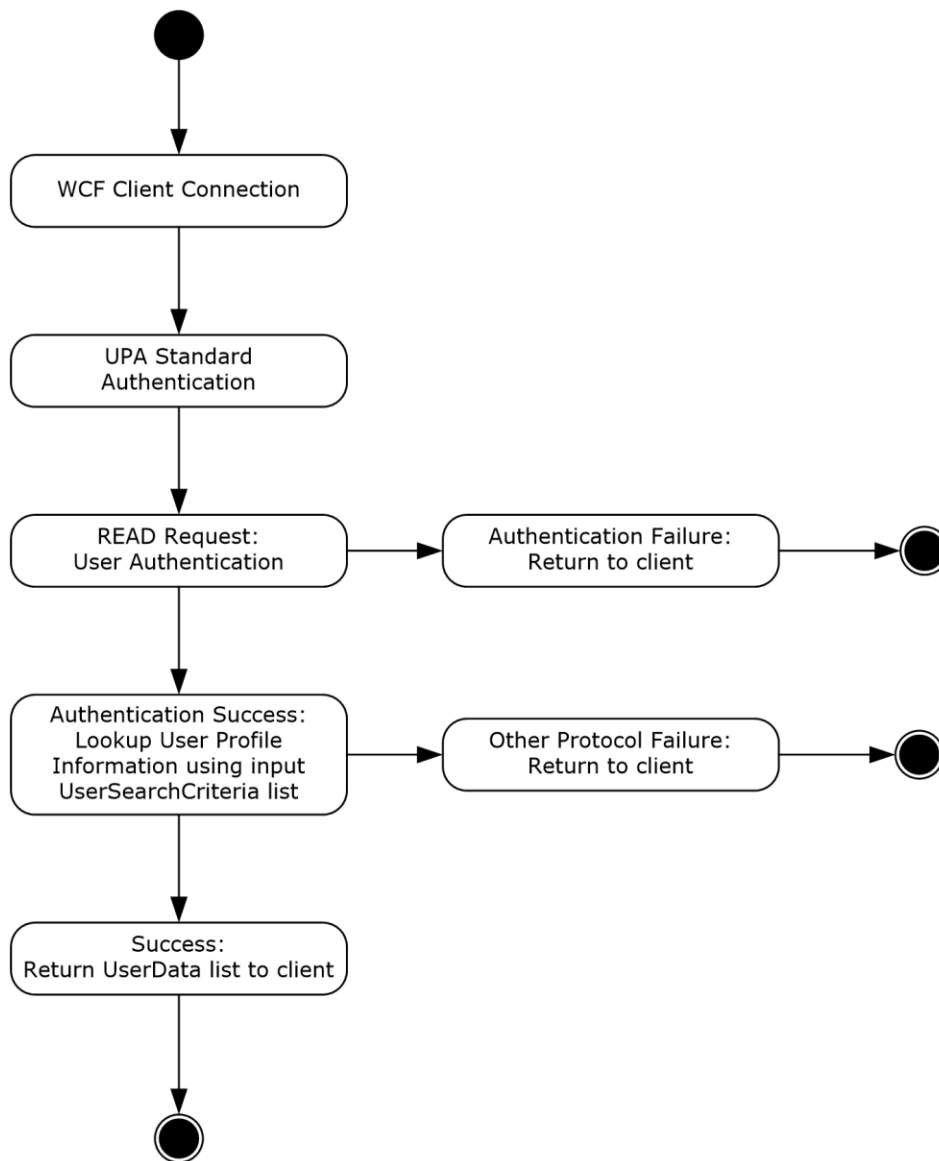 WCF Client Connection
UPA Standard
Authentication
READ Request:
User Authentication
Authentication Failure:
Return to client
Authentication Success:
Lookup User Profile
Information using input
UserSearchCriteria list
Other Protocol Failure:
Return to client
Success:
Return UserData list to client